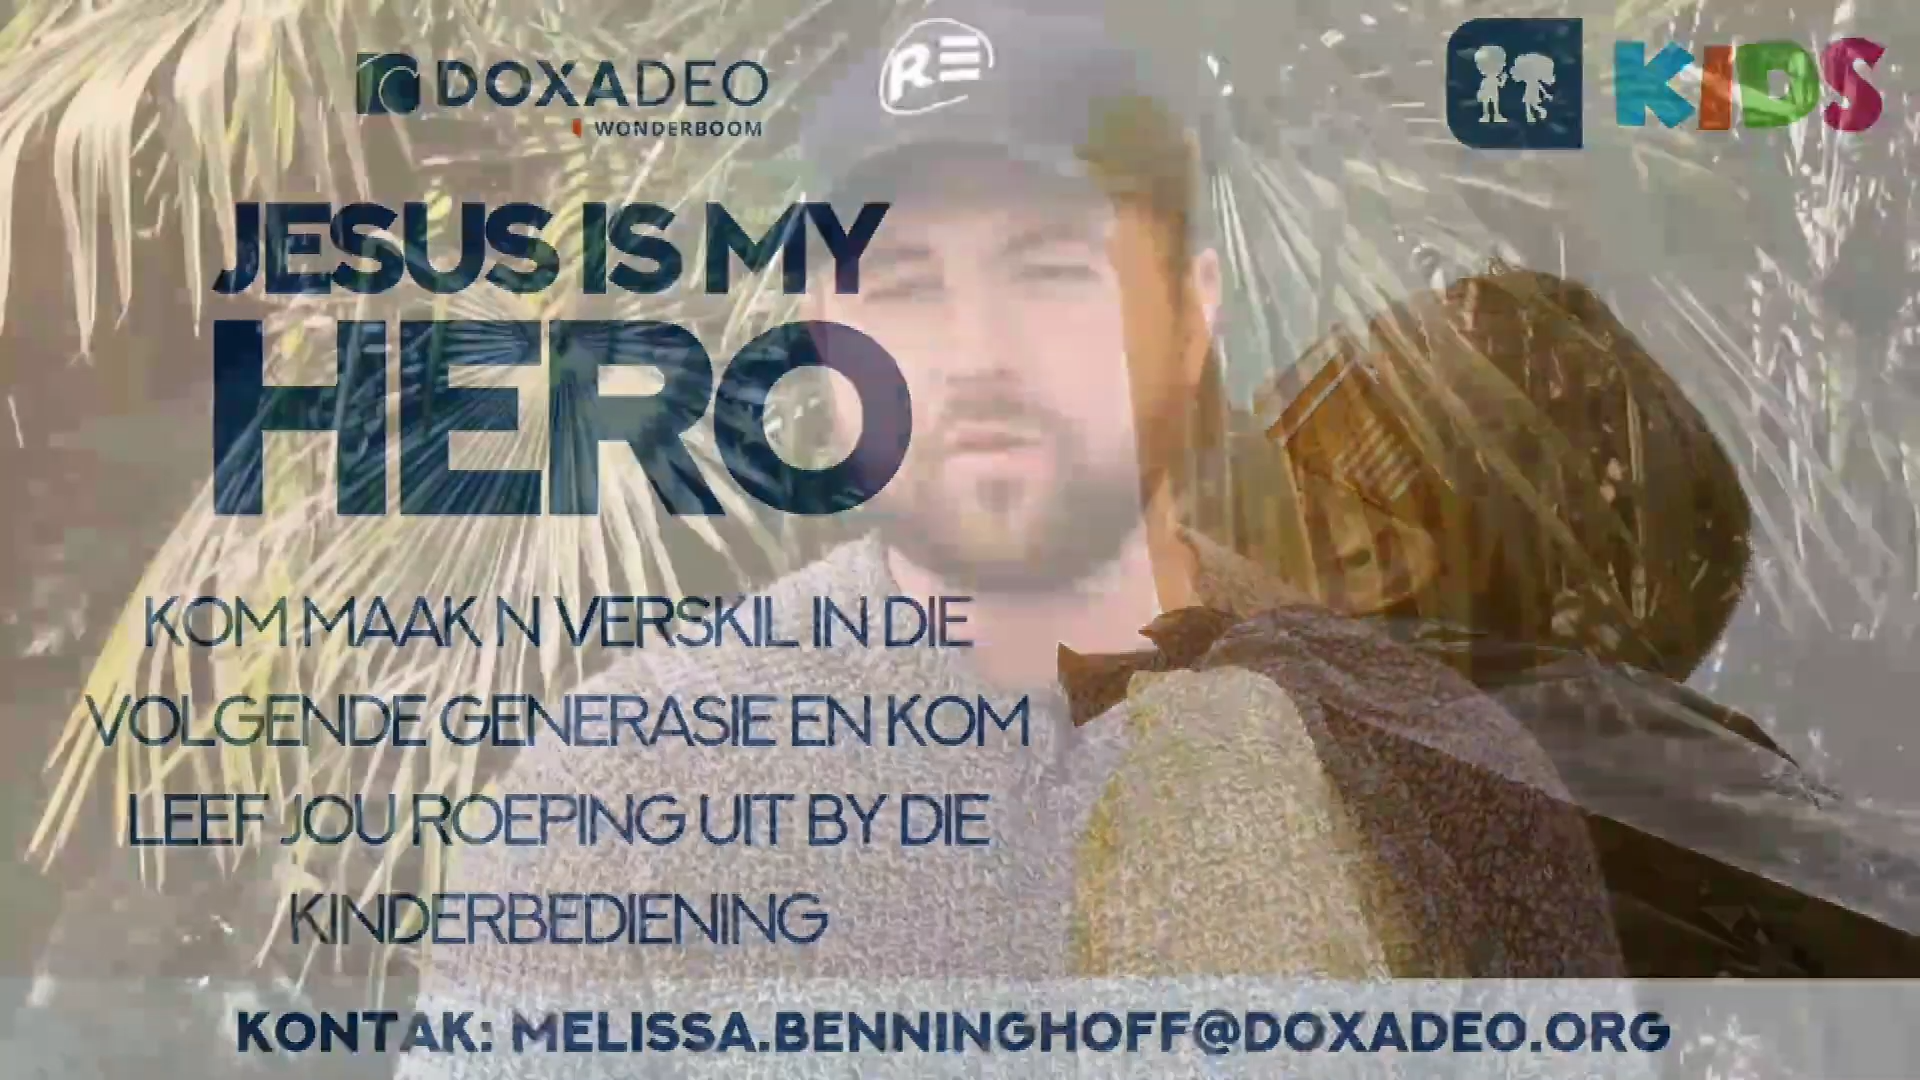 DOXADEO
WONDERBOOM
RE
KIDS
JESUS IS MY
HERO
KOM MAAK N VERSKIL IN DIE
VOLGENDE GENERASIE EN KOM
LEEF JOU ROEPING UIT BY DIE
KINDERBEDIENING
KONTAK: MELISSA.BENNINGHOFF@DOXADEO.ORG